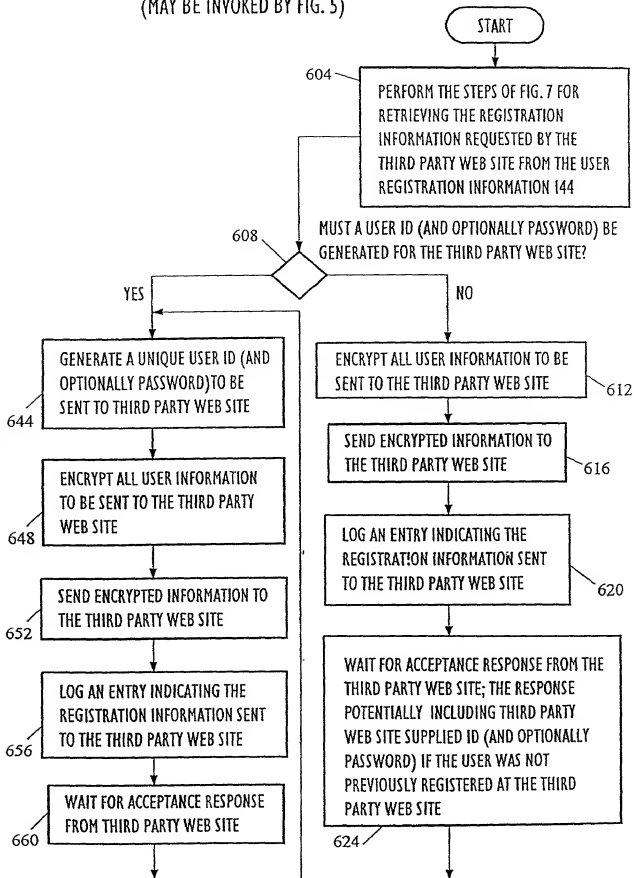 (MAY BE INVOKED BY FIG. 5)
START
604
PERFORM THE STEPS OF FIG. 7 FOR
RETRIEVING THE REGISTRATION
INFORMATION REQUESTED BY THE
THIRD PARTY WEB SITE FROM THE USER
REGISTRATION INFORMATION 144
608
MUST A USER ID (AND OPTIONALLY PASSWORD) BE
GENERATED FOR THE THIRD PARTY WEB SITE?
YES
NO
GENERATE A UNIQUE USER ID (AND
OPTIONALLY PASSWORD)TO BE
SENT TO THIRD PARTY WEB SITE
644
ENCRYPT ALL USER INFORMATION
TO BE SENT TO THE THIRD PARTY
WEB SITE
648
SEND ENCRYPTED INFORMATION TO
THE THIRD PARTY WEB SITE
652
LOG AN ENTRY INDICATING THE
REGISTRATION INFORMATION SENT
TO THE THIRD PARTY WEB SITE
656
WAIT FOR ACCEPTANCE RESPONSE
FROM THIRD PARTY WEB SITE
660
ENCRYPT ALL USER INFORMATION TO BE
SENT TO THE THIRD PARTY WEB SITE
612
SEND ENCRYPTED INFORMATION TO
THE THIRD PARTY WEB SITE
616
LOG AN ENTRY INDICATING THE
REGISTRATION INFORMATION SENT
TO THE THIRD PARTY WEB SITE
620
WAIT FOR ACCEPTANCE RESPONSE FROM THE
THIRD PARTY WEB SITE; THE RESPONSE
POTENTIALLY INCLUDING THIRD PARTY
WEB SITE SUPPLIED ID (AND OPTIONALLY
PASSWORD) IF THE USER WAS NOT
PREVIOUSLY REGISTERED AT THE THIRD
PARTY WEB SITE
624